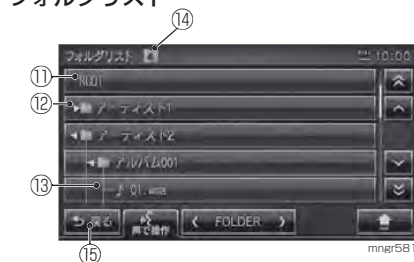 フォルダリスト
⑭
フォルダリスト 10:00
⑪ ROOT
⑫ アーティスト1
アーティスト2
アルバム001
⑬ ♪ 01.wma
戻る 声で操作 FOLDER
⑮
mngr581